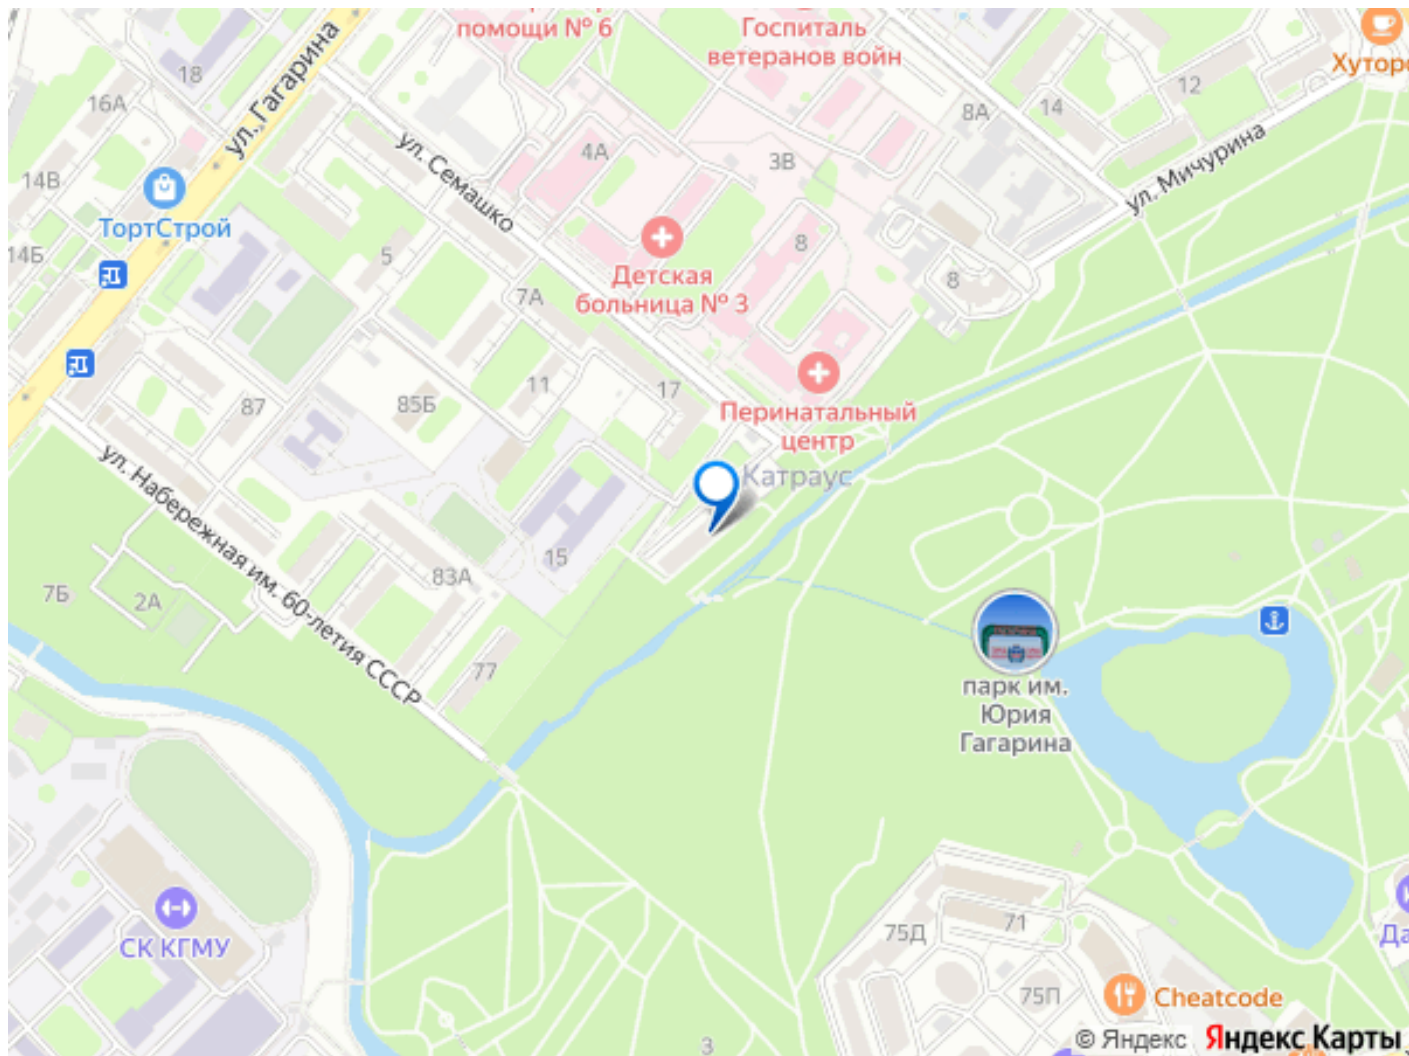 помощи № 6
Госпиталь
ветеранов войн
18
16А
ул. Гагарина
12
14
8А
ул. Семашко
4А
3В
ул. Мичурина
14В
ТортСтрой
14Б
5
Детская
больница № 3
8
8
7А
11
17
85Б
87
Перинатальный
центр
Катраус
ул. Набережная им. 60-летия СССР
15
83А
7Б
2А
77
парк им.
Юрия
Гагарина
СК КГМУ
75Д
71
75П
Cheatcode
3
© Яндекс
Яндекс Карты